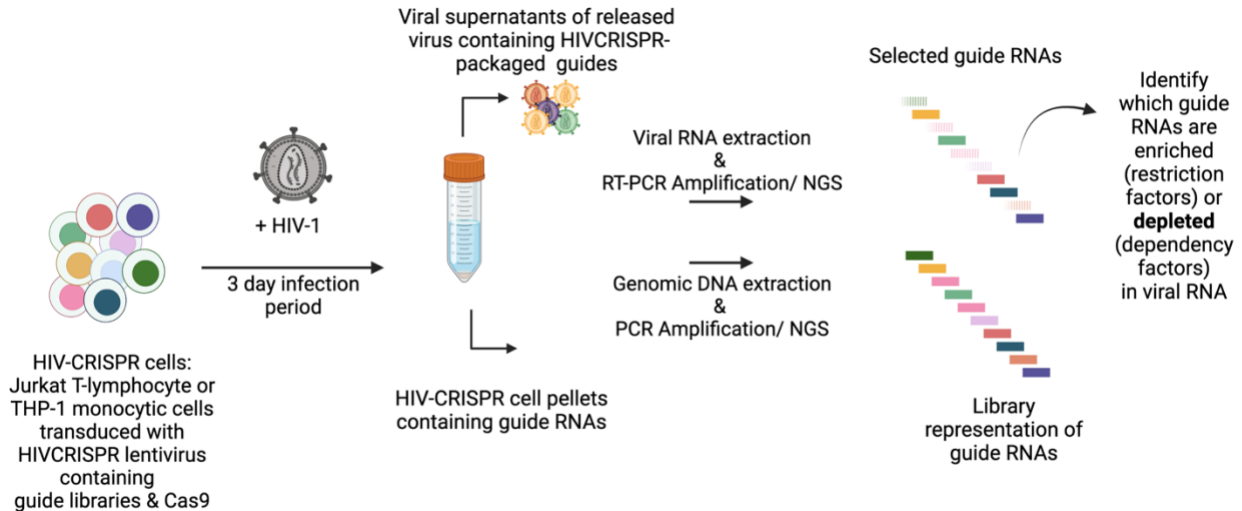 HIV-CRISPR cells:
Jurkat T-lymphocyte or
THP-1 monocytic cells
transduced with
HIVCRISPR lentivirus
containing
guide libraries & Cas9
+ HIV-1
3 day infection
period
Viral supernatants of released
virus containing HIVCRISPR-
packaged guides
HIV-CRISPR cell pellets
containing guide RNAs
Viral RNA extraction
&
RT-PCR Amplification/ NGS
Genomic DNA extraction
&
PCR Amplification/ NGS
Selected guide RNAs
Library
representation of
guide RNAs
Identify
which guide
RNAs are
enriched
(restriction
factors) or
depleted
(dependency
factors)
in viral RNA